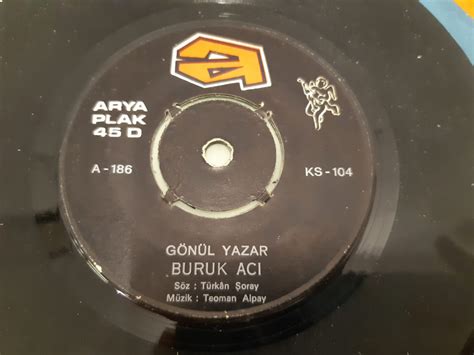 ARYA
PLAK
45 D
A-186
KS-104
GÖNÜL YAZAR
BURUK ACI
Söz : Türkân Şoray
Müzik : Teoman Alpay